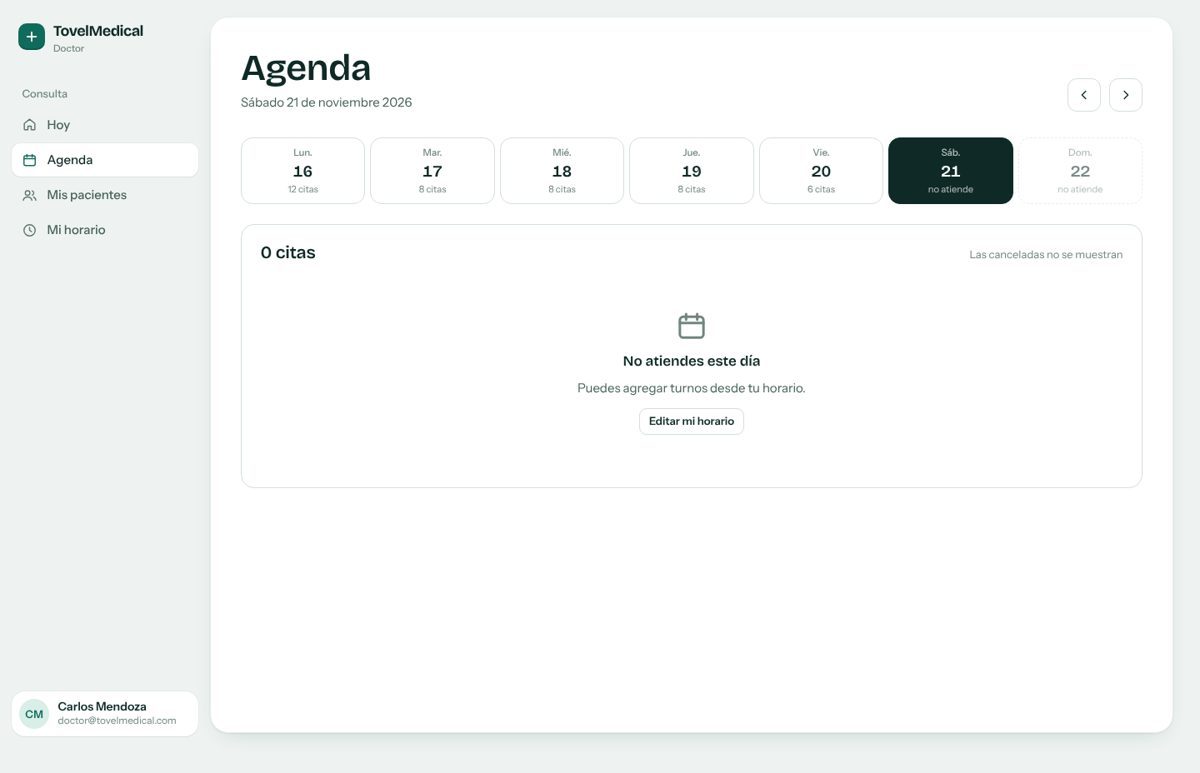 TovelMedical
Doctor
Consulta
Hoy
Agenda
Mis pacientes
Mi horario
CM
Carlos Mendoza
doctor@tovelmedical.com
Agenda
Sábado 21 de noviembre 2026
Lun.
16
12 citas
Mar.
17
8 citas
Mié.
18
8 citas
Jue.
19
8 citas
Vie.
20
6 citas
Sáb.
21
no atiende
Dom.
22
no atiende
0 citas
Las canceladas no se muestran
No atiendes este día
Puedes agregar turnos desde tu horario.
Editar mi horario